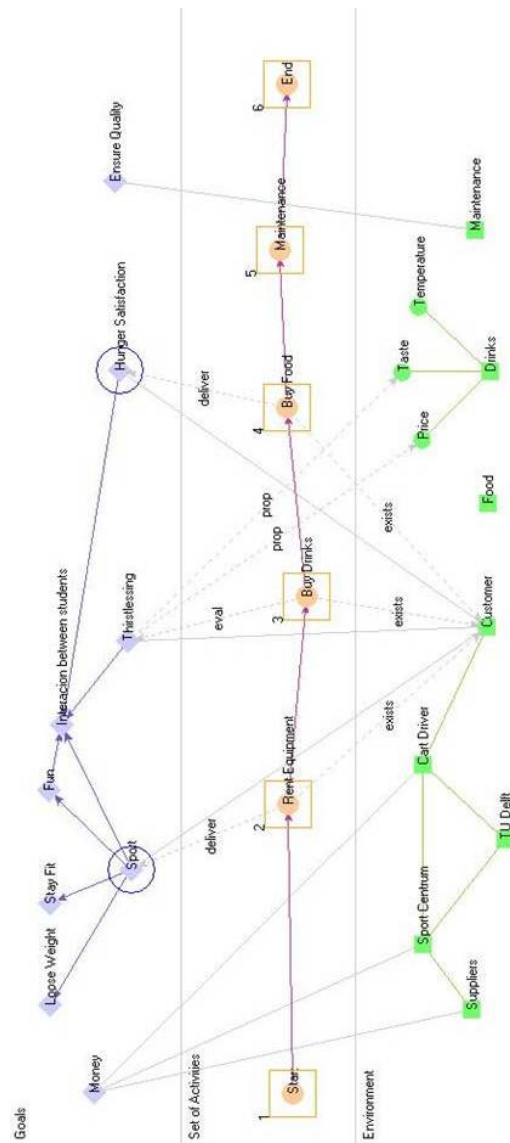 Goals
Money
Loose Weight
Stay Fit
Fun
Interacion between students
Sport
Thirstlessing
Hunger Satisfaction
Ensure Quality
deliver
eval
prop
prop
deliver
Set of Activities
1
Start
2
Rent Equipment
3
Buy Drinks
4
Buy Food
5
Maintenance
6
End
exists
exists
exists
Environment
Suppliers
Sport Centrum
TU Delft
Cart Driver
Customer
Food
Price
Taste
Temperature
Drinks
Maintenance